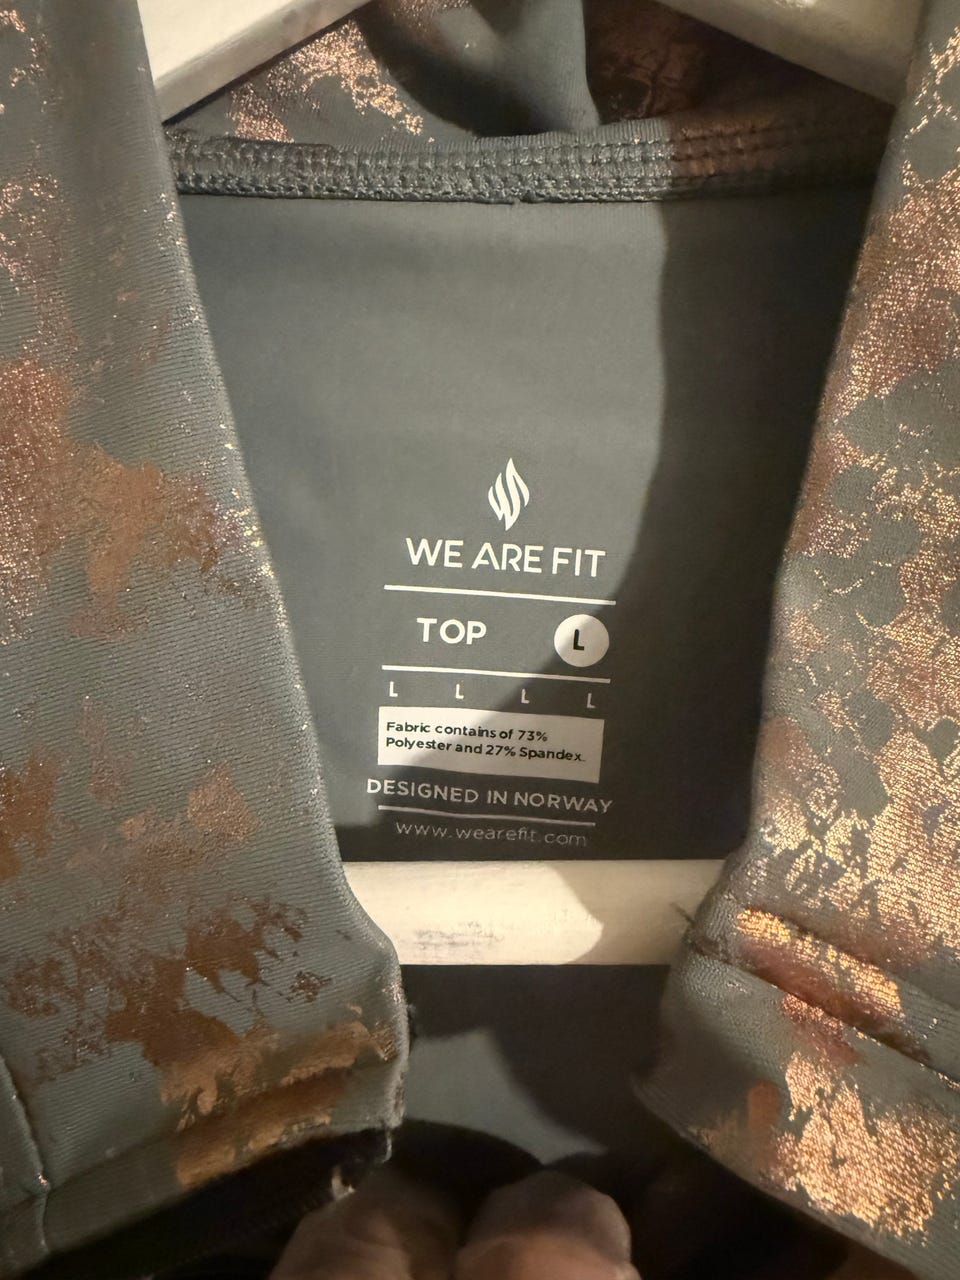 WE ARE FIT
TOP L
L L L L
Fabric contains of 73%
Polyester and 27% Spandex.
DESIGNED IN NORWAY
www.wearefit.com